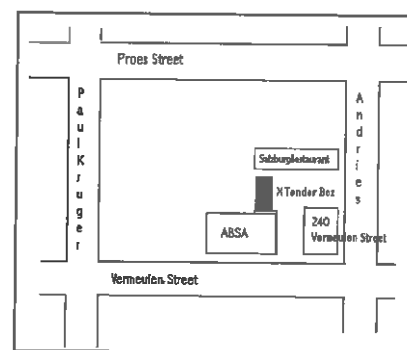 Proes Street
Paul Kruger
Andries
Salzburg Restaurant
X Tender Box
ABSA
240
Vermeulen Street
Vermeulen Street